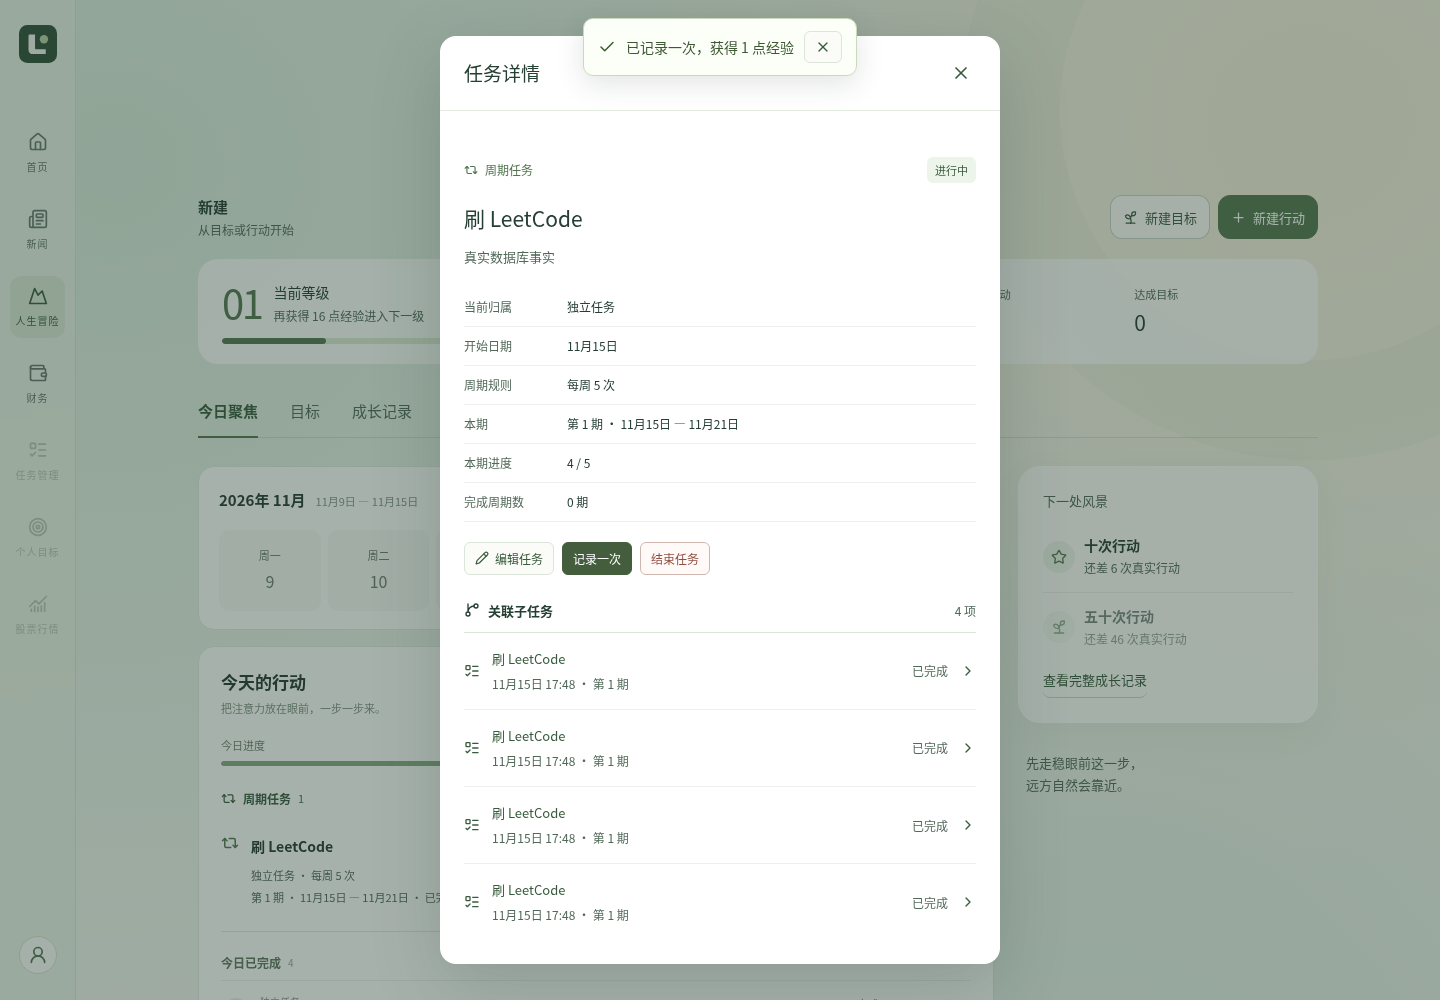 已记录一次，获得 1 点经验
任务详情
周期任务
进行中
刷 LeetCode
真实数据库事实
当前归属 独立任务
开始日期 11月15日
周期规则 每周 5 次
本期 第 1 期 · 11月15日 — 11月21日
本期进度 4 / 5
完成周期数 0 期
编辑任务
记录一次
结束任务
关联子任务
4 项
刷 LeetCode
11月15日 17:48 · 第 1 期
已完成
刷 LeetCode
11月15日 17:48 · 第 1 期
已完成
刷 LeetCode
11月15日 17:48 · 第 1 期
已完成
刷 LeetCode
11月15日 17:48 · 第 1 期
已完成
首页
新闻
人生冒险
财务
任务管理
个人目标
股票行情
新建
从目标或行动开始
新建目标
新建行动
01
当前等级
再获得 16 点经验进入下一级
动
达成目标
0
今日聚焦
目标
成长记录
2026年 11月
11月9日 — 11月15日
周一
9
周二
10
今天的行动
把注意力放在眼前，一步一步来。
今日进度
周期任务 1
刷 LeetCode
独立任务 · 每周 5 次
第 1 期 · 11月15日 — 11月21日 ·
今日已完成 4
下一处风景
十次行动
还差 6 次真实行动
五十次行动
还差 46 次真实行动
查看完整成长记录
先走稳眼前这一步，
远方自然会靠近。